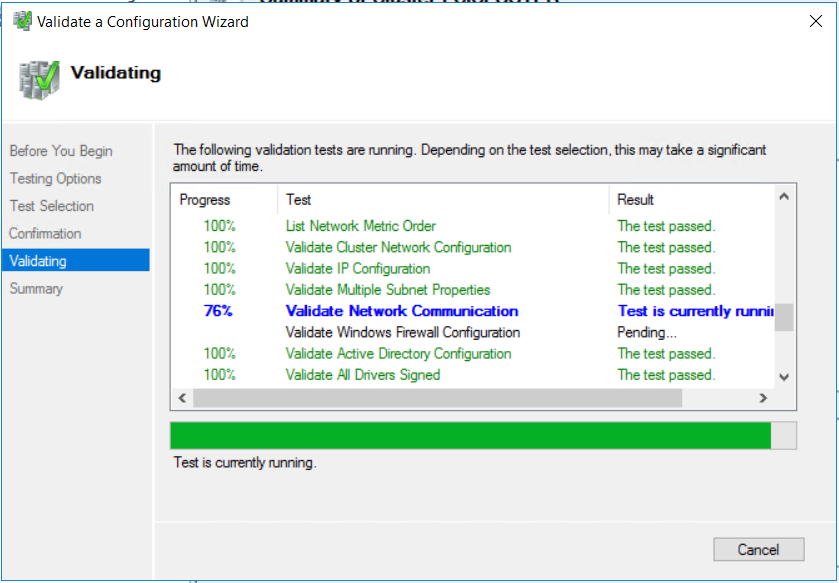 Validate a Configuration Wizard
Validating
Before You Begin
Testing Options
Test Selection
Confirmation
Validating
Summary
The following validation tests are running. Depending on the test selection, this may take a significant
amount of time.
Progress Test Result
100% List Network Metric Order The test passed.
100% Validate Cluster Network Configuration The test passed.
100% Validate IP Configuration The test passed.
100% Validate Multiple Subnet Properties The test passed.
76% Validate Network Communication Test is currently runnin
Validate Windows Firewall Configuration Pending...
100% Validate Active Directory Configuration The test passed.
100% Validate All Drivers Signed The test passed.
Test is currently running.
Cancel